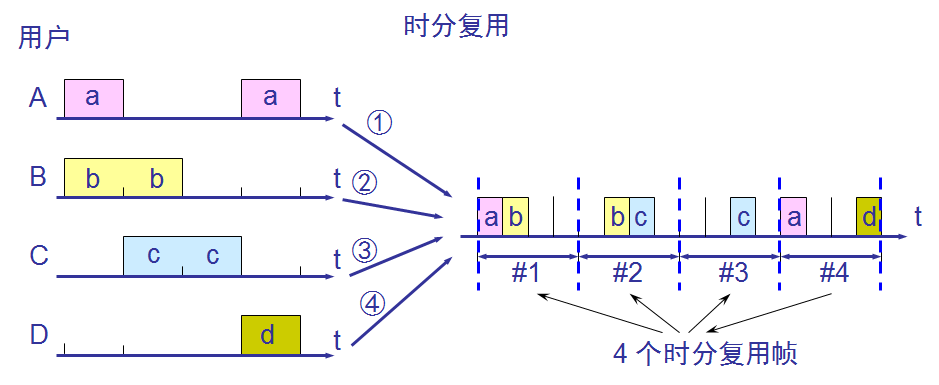 时分复用
用户
A a a t
①
B b b t
②
C c c t
③
D d t
④
a b b c c a d t
#1 #2 #3 #4
4 个时分复用帧